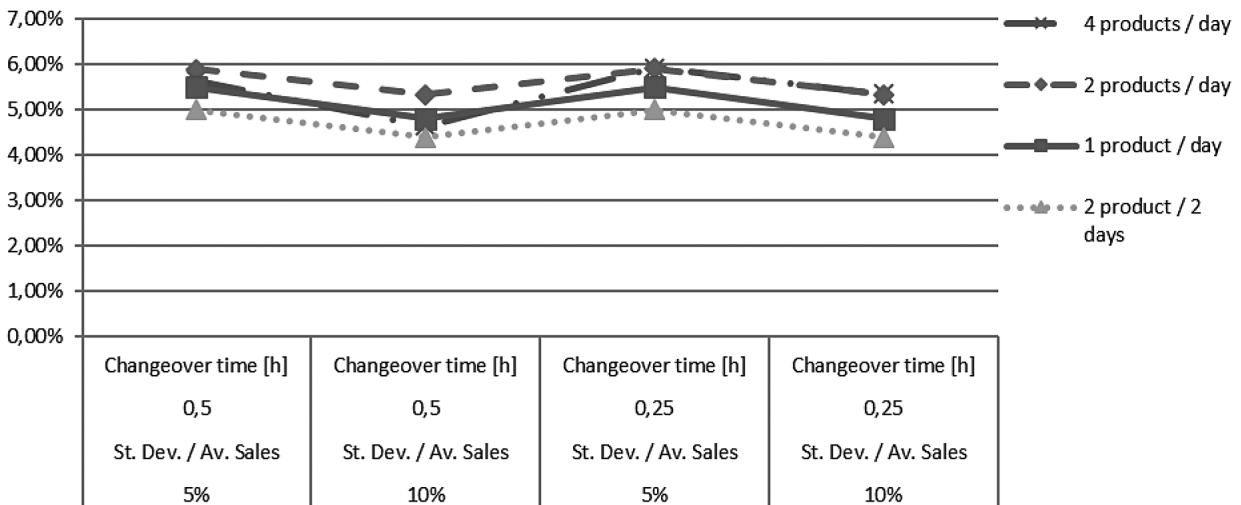 7,00%
6,00%
5,00%
4,00%
3,00%
2,00%
1,00%
0,00%
4 products / day
2 products / day
1 product / day
2 product / 2
days
Changeover time [h] Changeover time [h] Changeover time [h] Changeover time [h]
0,5 0,5 0,25 0,25
St. Dev. / Av. Sales St. Dev. / Av. Sales St. Dev. / Av. Sales St. Dev. / Av. Sales
5% 10% 5% 10%